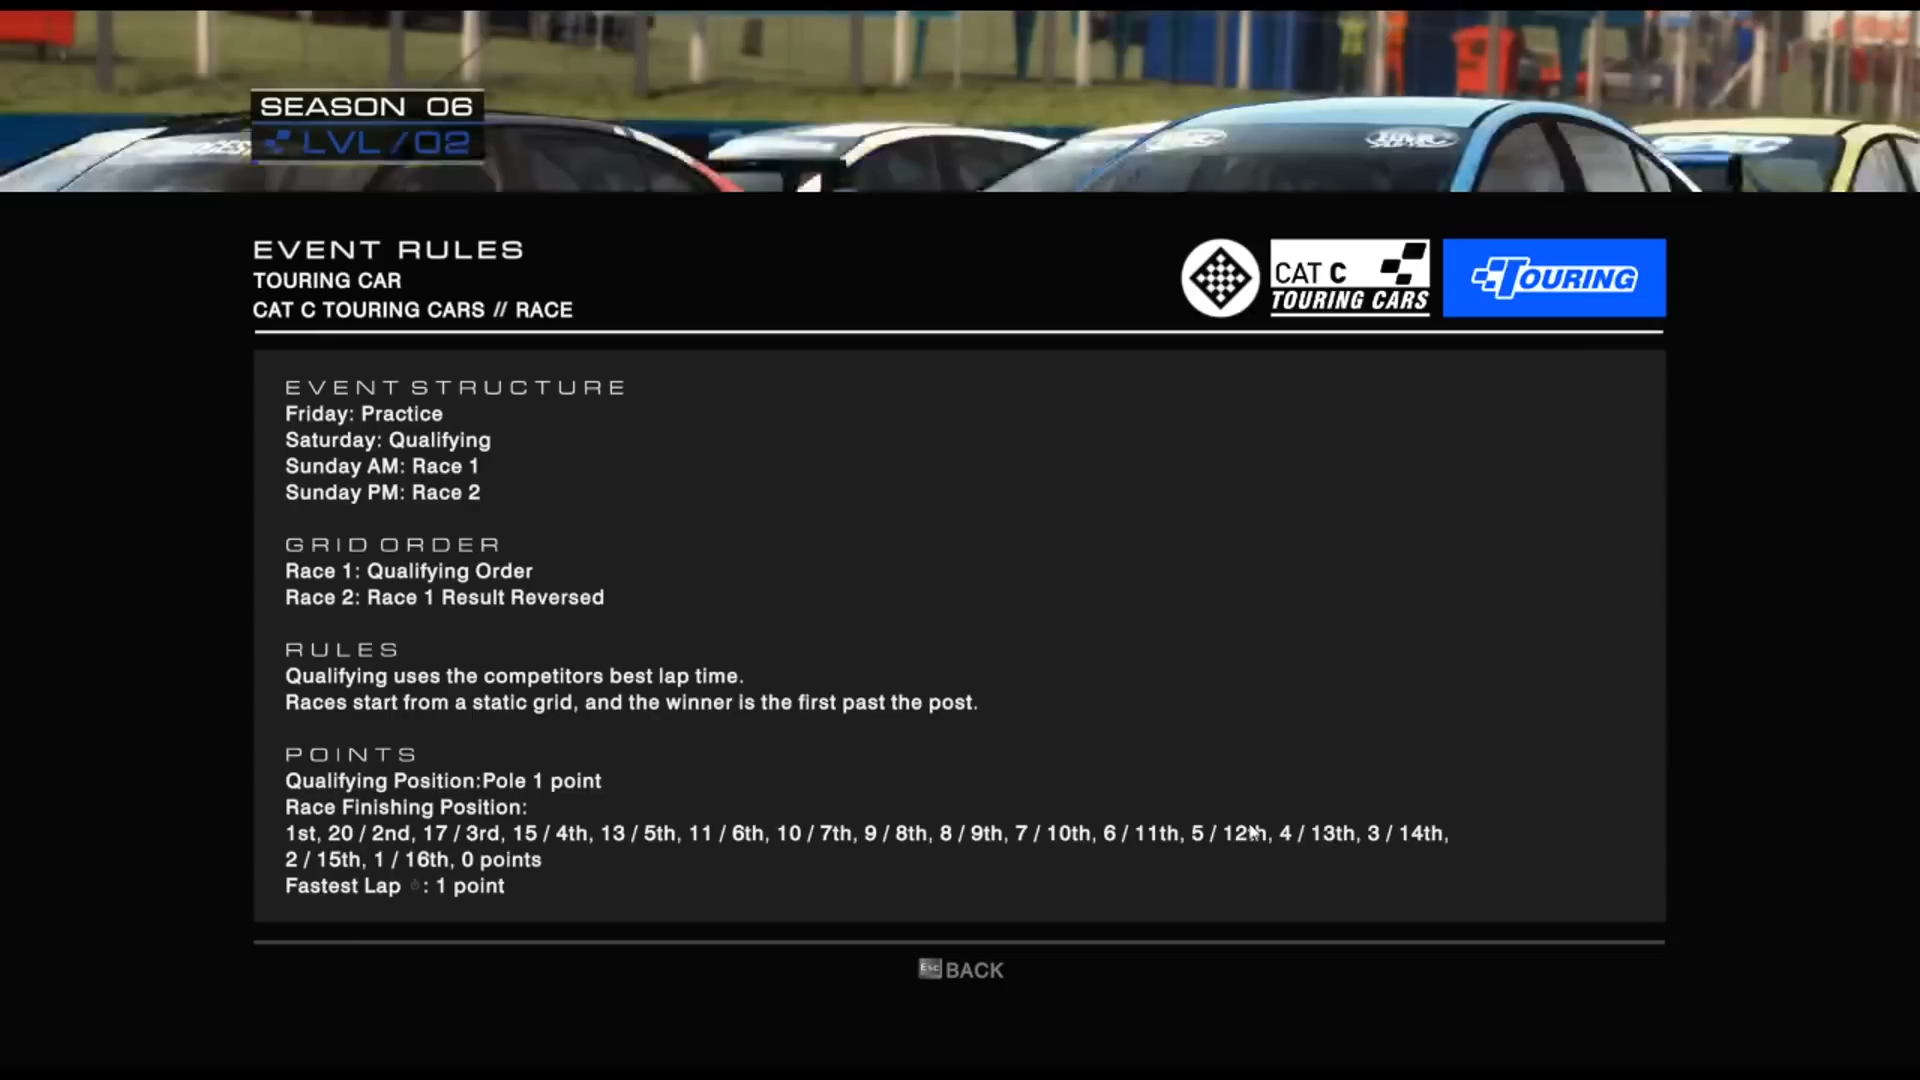 SEASON 06
LVL/02
EVENT RULES
TOURING CAR
CAT C TOURING CARS // RACE
CAT C
TOURING CARS
TOURING
EVENT STRUCTURE
Friday: Practice
Saturday: Qualifying
Sunday AM: Race 1
Sunday PM: Race 2
GRID ORDER
Race 1: Qualifying Order
Race 2: Race 1 Result Reversed
RULES
Qualifying uses the competitors best lap time.
Races start from a static grid, and the winner is the first past the post.
POINTS
Qualifying Position:Pole 1 point
Race Finishing Position:
1st, 20 / 2nd, 17 / 3rd, 15 / 4th, 13 / 5th, 11 / 6th, 10 / 7th, 9 / 8th, 8 / 9th, 7 / 10th, 6 / 11th, 5 / 12th, 4 / 13th, 3 / 14th,
2 / 15th, 1 / 16th, 0 points
Fastest Lap : 1 point
Esc BACK